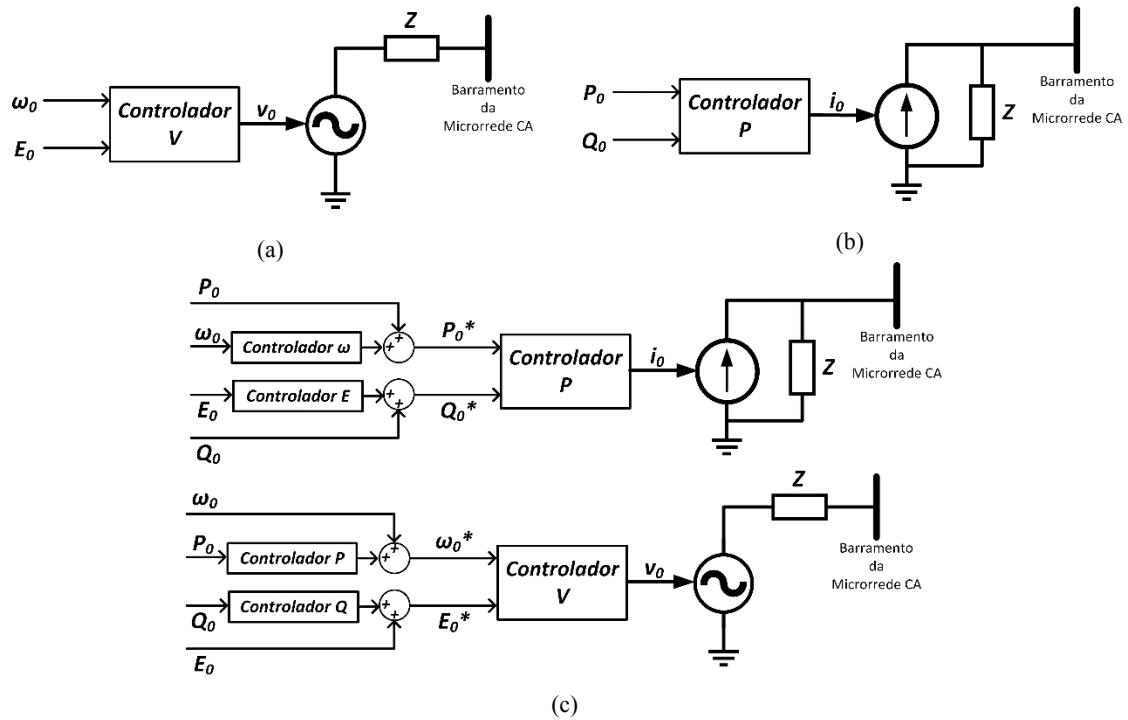 Z
ω₀
E₀
Controlador
V
v₀
Barramento
da
Microrrede CA
(a)
P₀
Q₀
Controlador
P
i₀
Z
Barramento
da
Microrrede CA
(b)
P₀
ω₀
Controlador ω
+
+
P₀*
E₀
Controlador E
+
+
Q₀*
Q₀
Controlador
P
i₀
Z
Barramento
da
Microrrede CA
ω₀
P₀
Controlador P
+
+
ω₀*
Q₀
Controlador Q
+
+
E₀*
E₀
Controlador
V
v₀
Z
Barramento
da
Microrrede CA
(c)